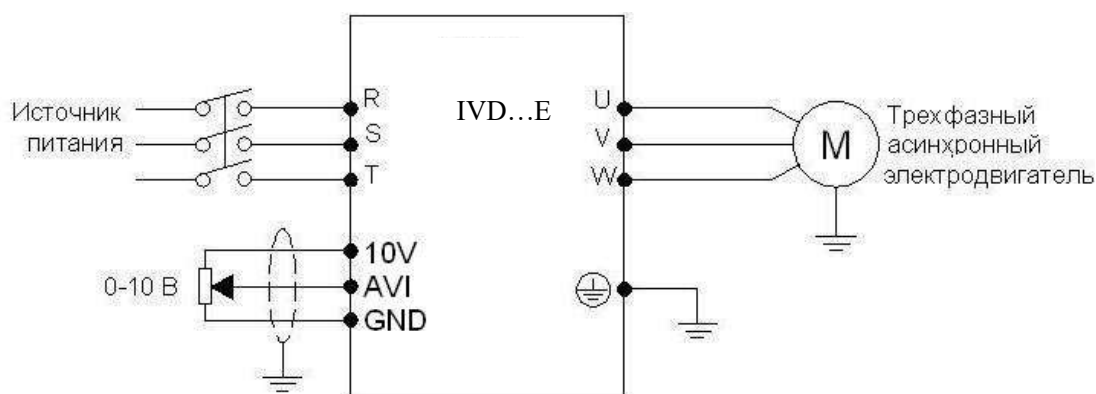 Источник
питания
R
S
T
IVD...E
U
V
W
M
Трехфазный
асинхронный
электродвигатель
0-10 В
10V
AVI
GND